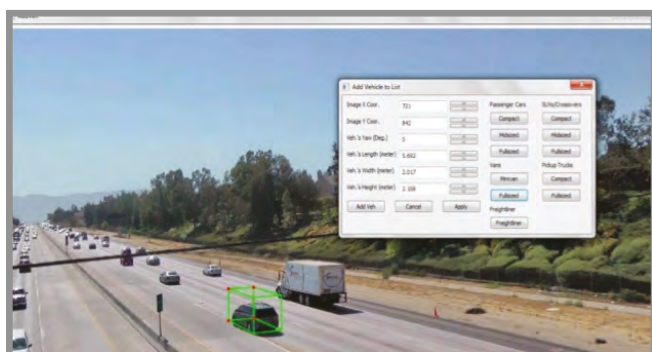 Add Vehicle to List
Image X Coor. 721
Image Y Coor. 842
Veh.'s Yaw (Deg.) 0
Veh.'s Length (meter) 5.692
Veh.'s Width (meter) 2.017
Veh.'s Height (meter) 2.108
Add Veh Cancel Apply
Passenger Cars
Compact
Midsized
Fullsized
Vans
Minivan
Fullsized
Freightliner
Freightliner
SUVs/Crossovers
Compact
Midsized
Fullsized
Pickup Trucks
Compact
Fullsized